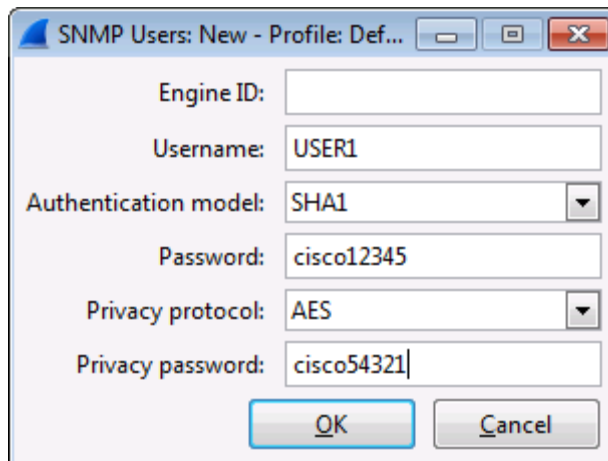 SNMP Users: New - Profile: Def...
Engine ID:
Username: USER1
Authentication model: SHA1
Password: cisco12345
Privacy protocol: AES
Privacy password: cisco54321
OK Cancel